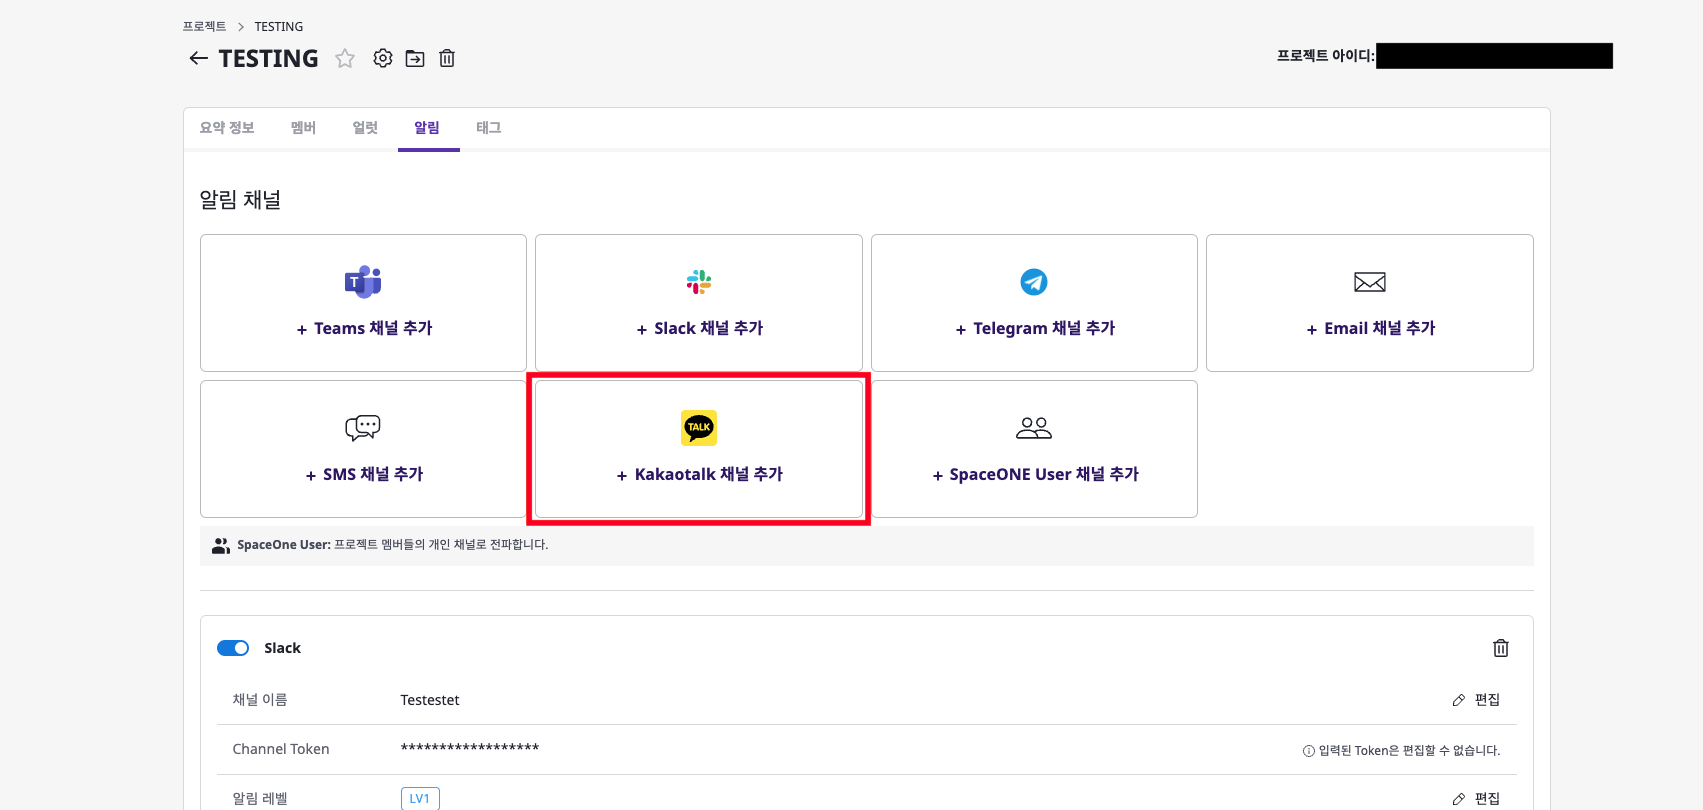 프로젝트 > TESTING
TESTING
프로젝트 아이디:
요약 정보 멤버 얼럿 알림 태그
알림 채널
T
+ Teams 채널 추가
+ Slack 채널 추가
+ Telegram 채널 추가
+ Email 채널 추가
+ SMS 채널 추가
TALK
+ Kakaotalk 채널 추가
+ SpaceONE User 채널 추가
SpaceOne User: 프로젝트 멤버들의 개인 채널로 전파합니다.
Slack
채널 이름 Testestet 편집
Channel Token ****************** 입력된 Token은 편집할 수 없습니다.
알림 레벨 LV1 편집